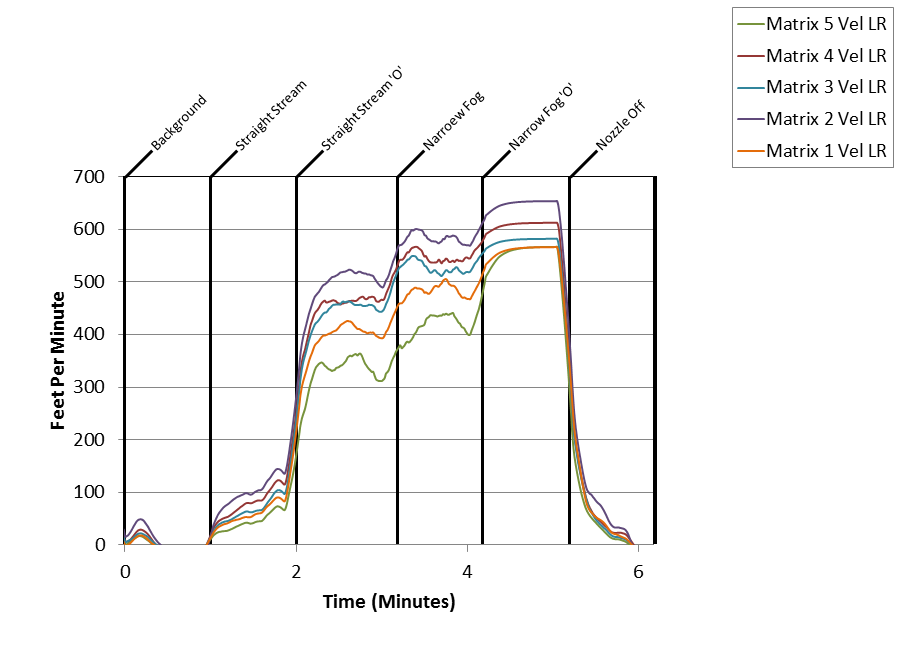 Matrix 5 Vel LR
Matrix 4 Vel LR
Matrix 3 Vel LR
Matrix 2 Vel LR
Matrix 1 Vel LR
Background
Straight Stream
Straight Stream 'O'
Narroew Fog
Narrow Fog 'O'
Nozzle Off
700
600
500
400
300
200
100
0
Feet Per Minute
0 2 4 6
Time (Minutes)